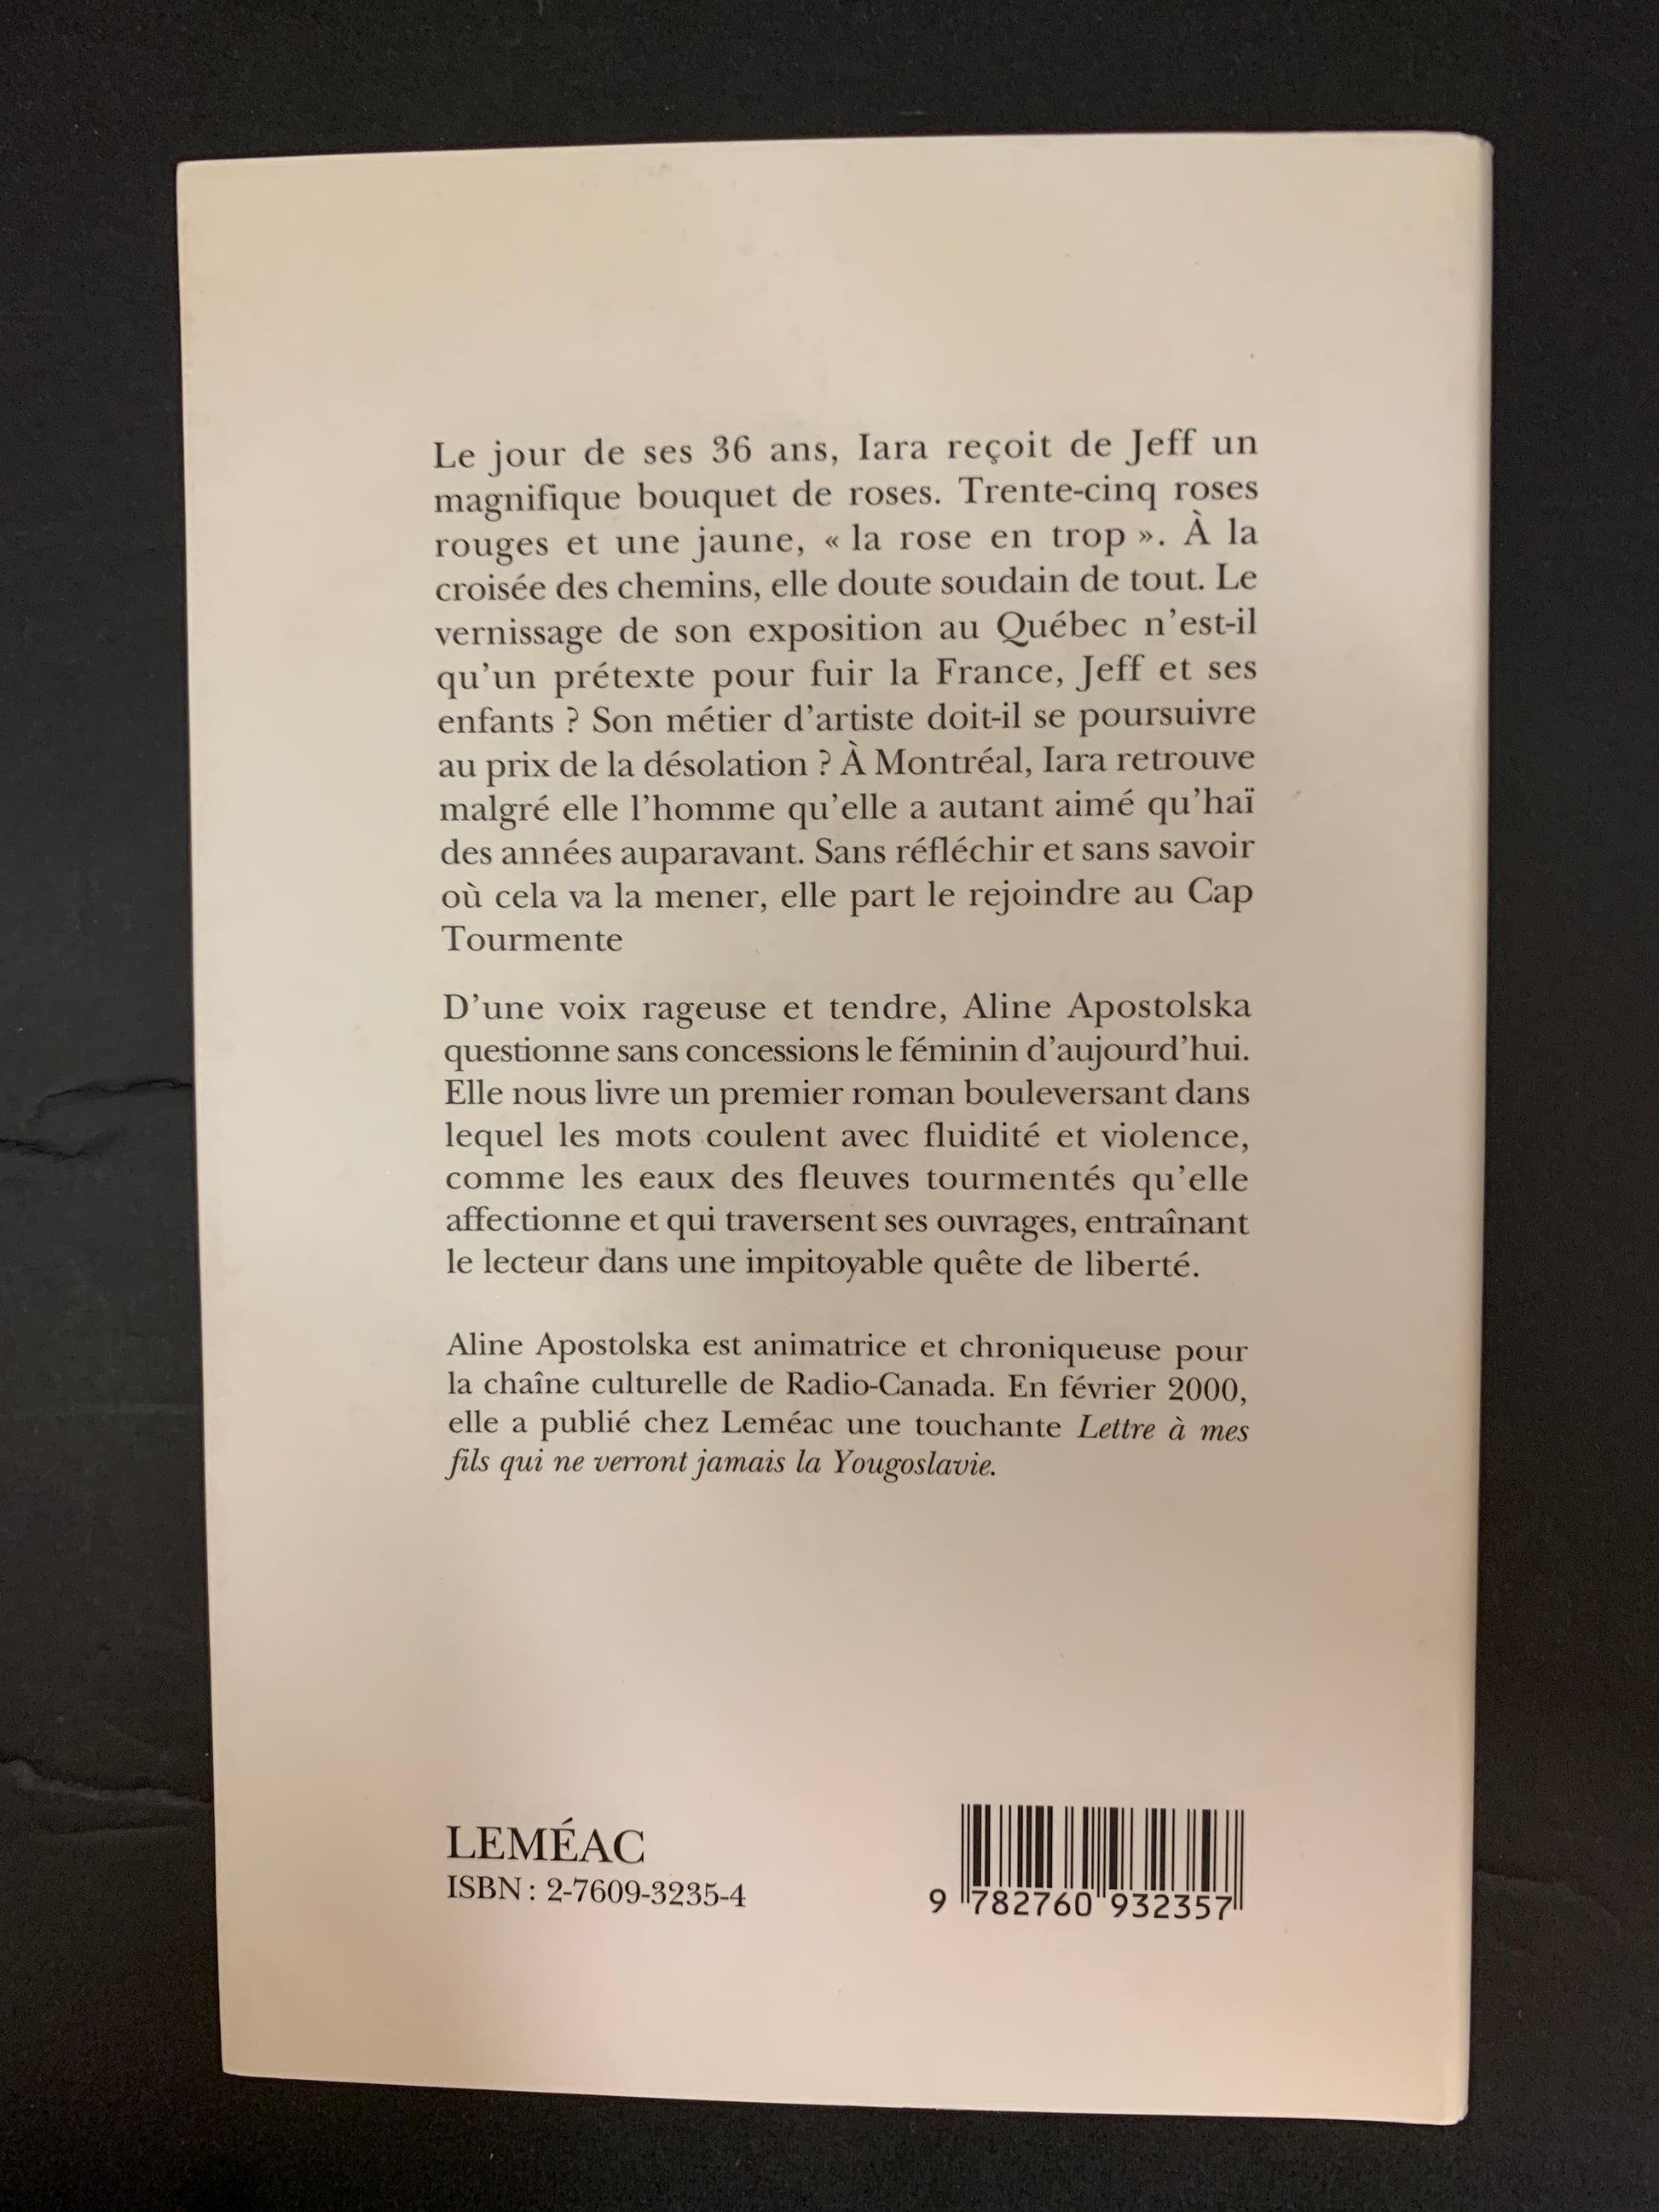 Le jour de ses 36 ans, Iara reçoit de Jeff un
magnifique bouquet de roses. Trente-cinq roses
rouges et une jaune, « la rose en trop ». À la
croisée des chemins, elle doute soudain de tout. Le
vernissage de son exposition au Québec n'est-il
qu'un prétexte pour fuir la France, Jeff et ses
enfants ? Son métier d'artiste doit-il se poursuivre
au prix de la désolation ? À Montréal, Iara retrouve
malgré elle l'homme qu'elle a autant aimé qu'haï
des années auparavant. Sans réfléchir et sans savoir
où cela va la mener, elle part le rejoindre au Cap
Tourmente
D'une voix rageuse et tendre, Aline Apostolska
questionne sans concessions le féminin d'aujourd'hui.
Elle nous livre un premier roman bouleversant dans
lequel les mots coulent avec fluidité et violence,
comme les eaux des fleuves tourmentés qu'elle
affectionne et qui traversent ses ouvrages, entraînant
le lecteur dans une impitoyable quête de liberté.
Aline Apostolska est animatrice et chroniqueuse pour
la chaîne culturelle de Radio-Canada. En février 2000,
elle a publié chez Leméac une touchante Lettre à mes
fils qui ne verront jamais la Yougoslavie.
LEMÉAC
ISBN : 2-7609-3235-4
9 782760 932357